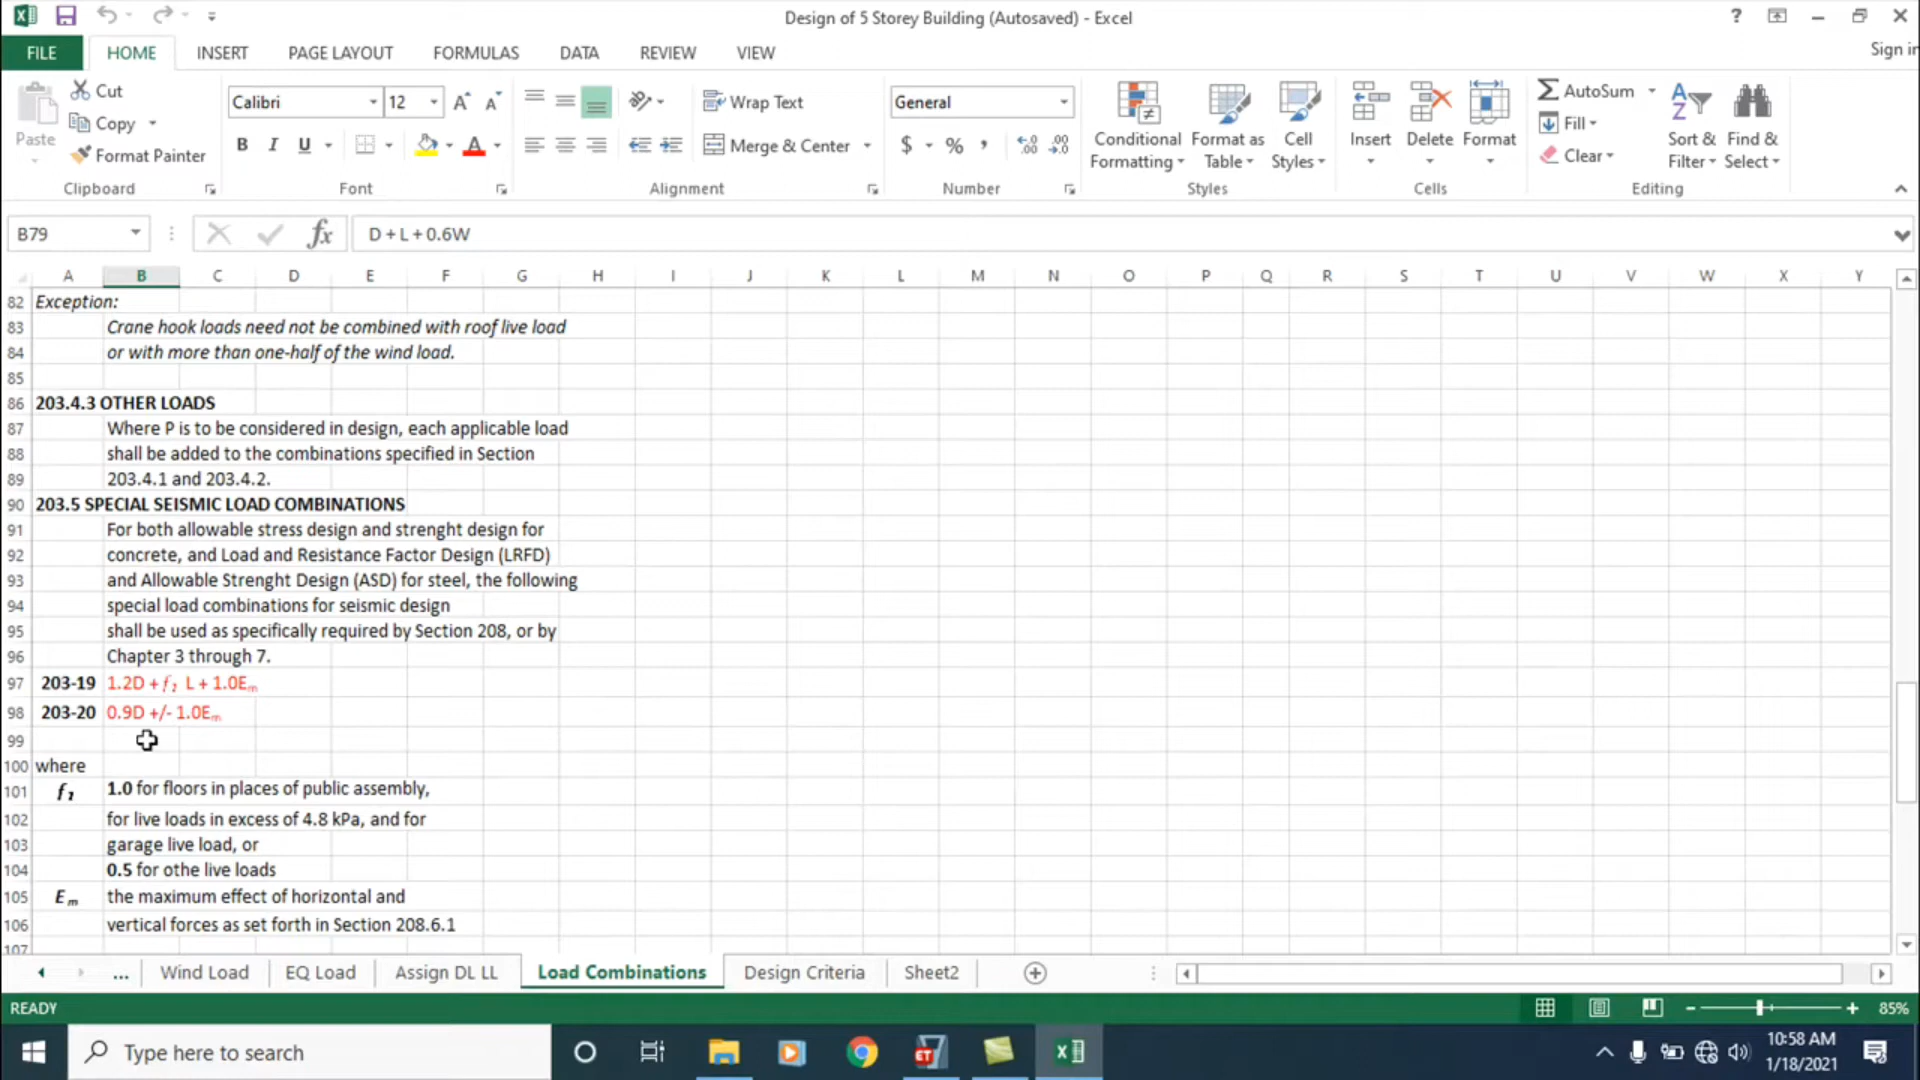 Design of 5 Storey Building (Autosaved) - Excel
Sign in
FILE HOME INSERT PAGE LAYOUT FORMULAS DATA REVIEW VIEW
Paste
Cut
Copy
Format Painter
Clipboard
Calibri 12
B I U
Font
Wrap Text
Merge & Center
Alignment
General
$ %
Number
Conditional Formatting
Format as Table
Cell Styles
Styles
Insert Delete Format
Cells
AutoSum
Fill
Clear
Sort & Filter
Find & Select
Editing
B79 fx D + L + 0.6W
A B C D E F G H I J K L M N O P Q R S T U V W X Y
82 Exception:
83 Crane hook loads need not be combined with roof live load
84 or with more than one-half of the wind load.
85
86 203.4.3 OTHER LOADS
87 Where P is to be considered in design, each applicable load
88 shall be added to the combinations specified in Section
89 203.4.1 and 203.4.2.
90 203.5 SPECIAL SEISMIC LOAD COMBINATIONS
91 For both allowable stress design and strenght design for
92 concrete, and Load and Resistance Factor Design (LRFD)
93 and Allowable Strenght Design (ASD) for steel, the following
94 special load combinations for seismic design
95 shall be used as specifically required by Section 208, or by
96 Chapter 3 through 7.
97 203-19 1.2D + f₁ L + 1.0Eₘ
98 203-20 0.9D +/- 1.0Eₘ
99
100 where
101 f₁ 1.0 for floors in places of public assembly,
102 for live loads in excess of 4.8 kPa, and for
103 garage live load, or
104 0.5 for othe live loads
105 Eₘ the maximum effect of horizontal and
106 vertical forces as set forth in Section 208.6.1
107
... Wind Load EQ Load Assign DL LL Load Combinations Design Criteria Sheet2
READY 85%
Type here to search
ET
10:58 AM
1/18/2021